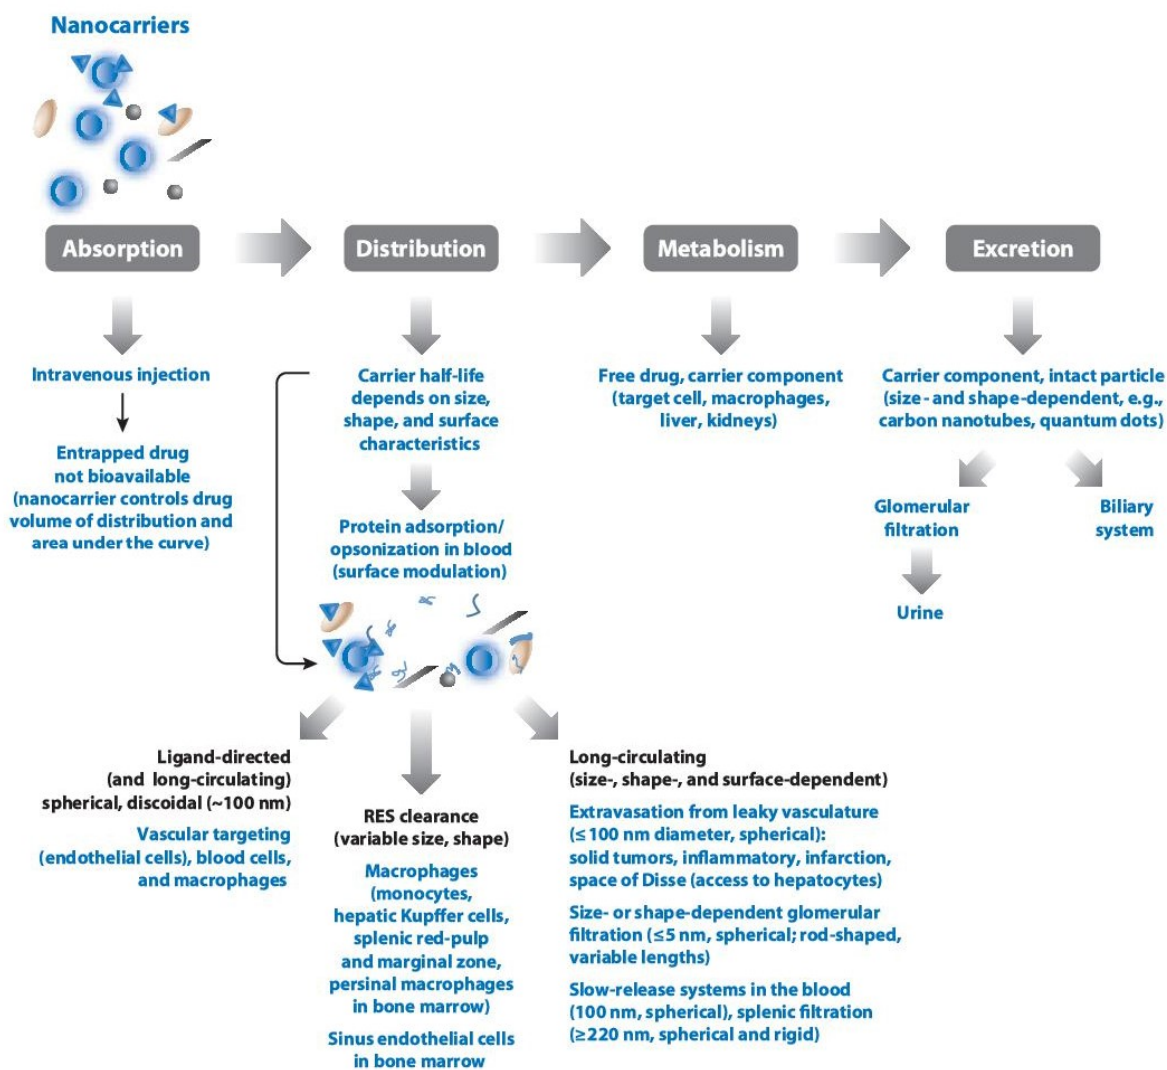 Nanocarriers
Absorption
Distribution
Metabolism
Excretion
Intravenous injection
Entrapped drug
not bioavailable
(nanocarrier controls drug
volume of distribution and
area under the curve)
Carrier half-life
depends on size,
shape, and surface
characteristics
Protein adsorption/
opsonization in blood
(surface modulation)
Free drug, carrier component
(target cell, macrophages,
liver, kidneys)
Carrier component, intact particle
(size- and shape-dependent, e.g.,
carbon nanotubes, quantum dots)
Glomerular
filtration
Biliary
system
Urine
Ligand-directed
(and long-circulating)
spherical, discoidal (~100 nm)
Vascular targeting
(endothelial cells), blood cells,
and macrophages
RES clearance
(variable size, shape)
Macrophages
(monocytes,
hepatic Kupffer cells,
splenic red-pulp
and marginal zone,
persinal macrophages
in bone marrow)
Sinus endothelial cells
in bone marrow
Long-circulating
(size-, shape-, and surface-dependent)
Extravasation from leaky vasculature
(≤100 nm diameter, spherical):
solid tumors, inflammatory, infarction,
space of Disse (access to hepatocytes)
Size- or shape-dependent glomerular
filtration (≤5 nm, spherical; rod-shaped,
variable lengths)
Slow-release systems in the blood
(100 nm, spherical), splenic filtration
(≥220 nm, spherical and rigid)